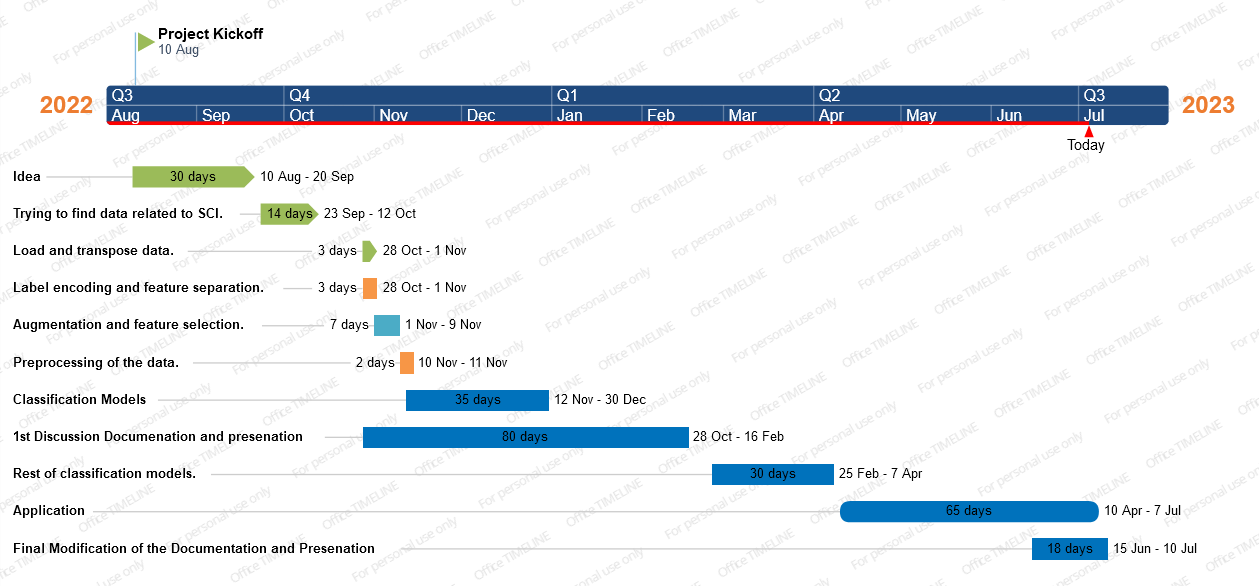 Project Kickoff
10 Aug
2022
Q3 Q4 Q1 Q2 Q3
Aug Sep Oct Nov Dec Jan Feb Mar Apr May Jun Jul
2023
Today
Idea 30 days 10 Aug - 20 Sep
Trying to find data related to SCI. 14 days 23 Sep - 12 Oct
Load and transpose data. 3 days 28 Oct - 1 Nov
Label encoding and feature separation. 3 days 28 Oct - 1 Nov
Augmentation and feature selection. 7 days 1 Nov - 9 Nov
Preprocessing of the data. 2 days 10 Nov - 11 Nov
Classification Models 35 days 12 Nov - 30 Dec
1st Discussion Documenation and presenation 80 days 28 Oct - 16 Feb
Rest of classification models. 30 days 25 Feb - 7 Apr
Application 65 days 10 Apr - 7 Jul
Final Modification of the Documentation and Presenation 18 days 15 Jun - 10 Jul
For personal use only
Office TIMELINE